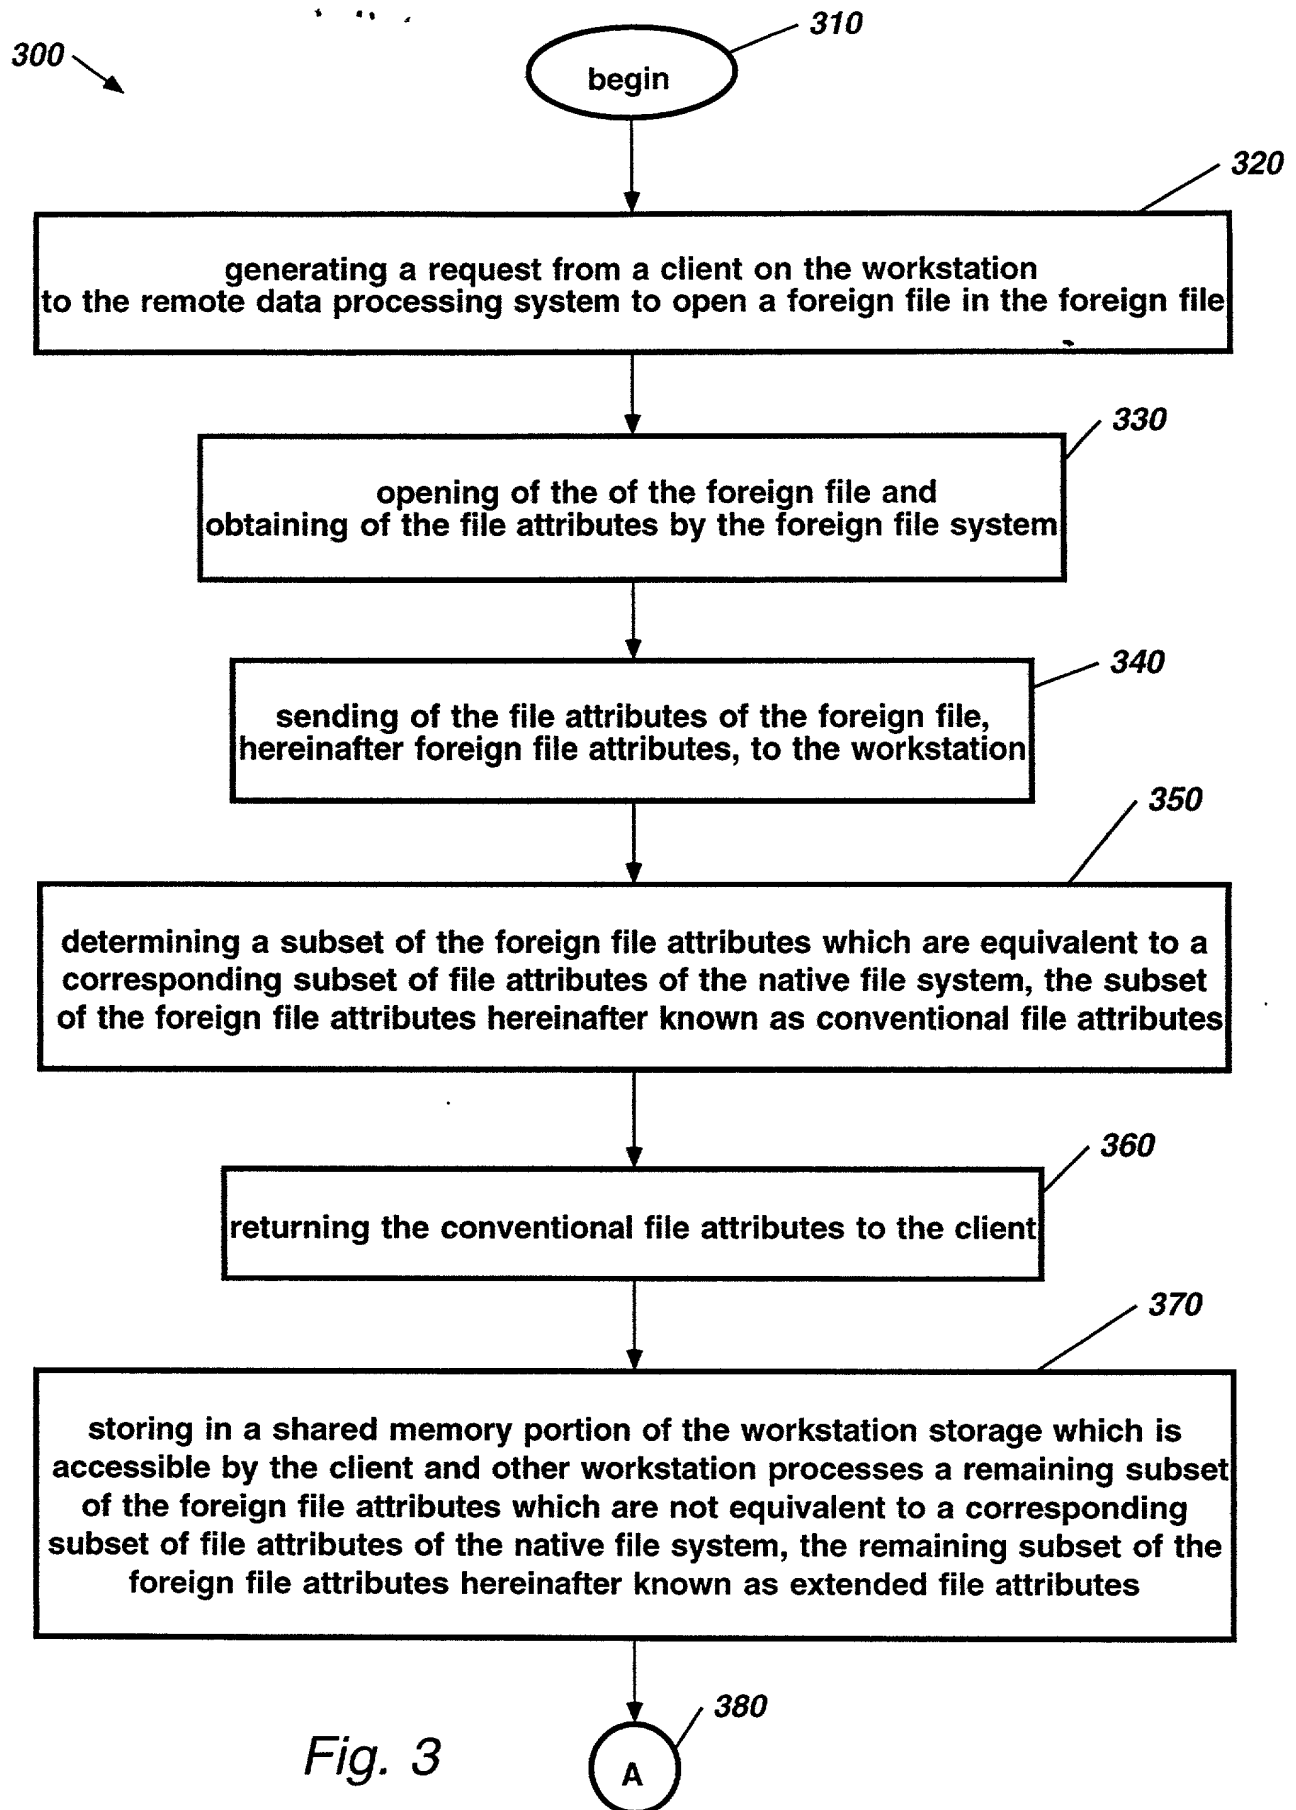 310
300
begin
320
generating a request from a client on the workstation
to the remote data processing system to open a foreign file in the foreign file
330
opening of the of the foreign file and
obtaining of the file attributes by the foreign file system
340
sending of the file attributes of the foreign file,
hereinafter foreign file attributes, to the workstation
350
determining a subset of the foreign file attributes which are equivalent to a
corresponding subset of file attributes of the native file system, the subset
of the foreign file attributes hereinafter known as conventional file attributes
360
returning the conventional file attributes to the client
370
storing in a shared memory portion of the workstation storage which is
accessible by the client and other workstation processes a remaining subset
of the foreign file attributes which are not equivalent to a corresponding
subset of file attributes of the native file system, the remaining subset of the
foreign file attributes hereinafter known as extended file attributes
380
Fig. 3
A